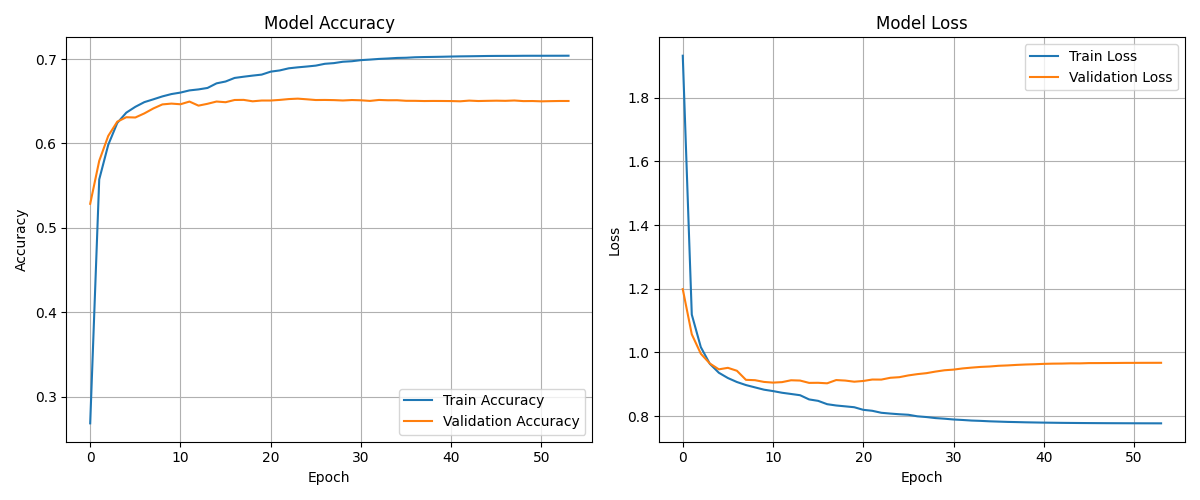 Model Accuracy
Accuracy
0.7
0.6
0.5
0.4
0.3
Train Accuracy
Validation Accuracy
0 10 20 30 40 50
Epoch
Model Loss
Loss
1.8
1.6
1.4
1.2
1.0
0.8
Train Loss
Validation Loss
0 10 20 30 40 50
Epoch